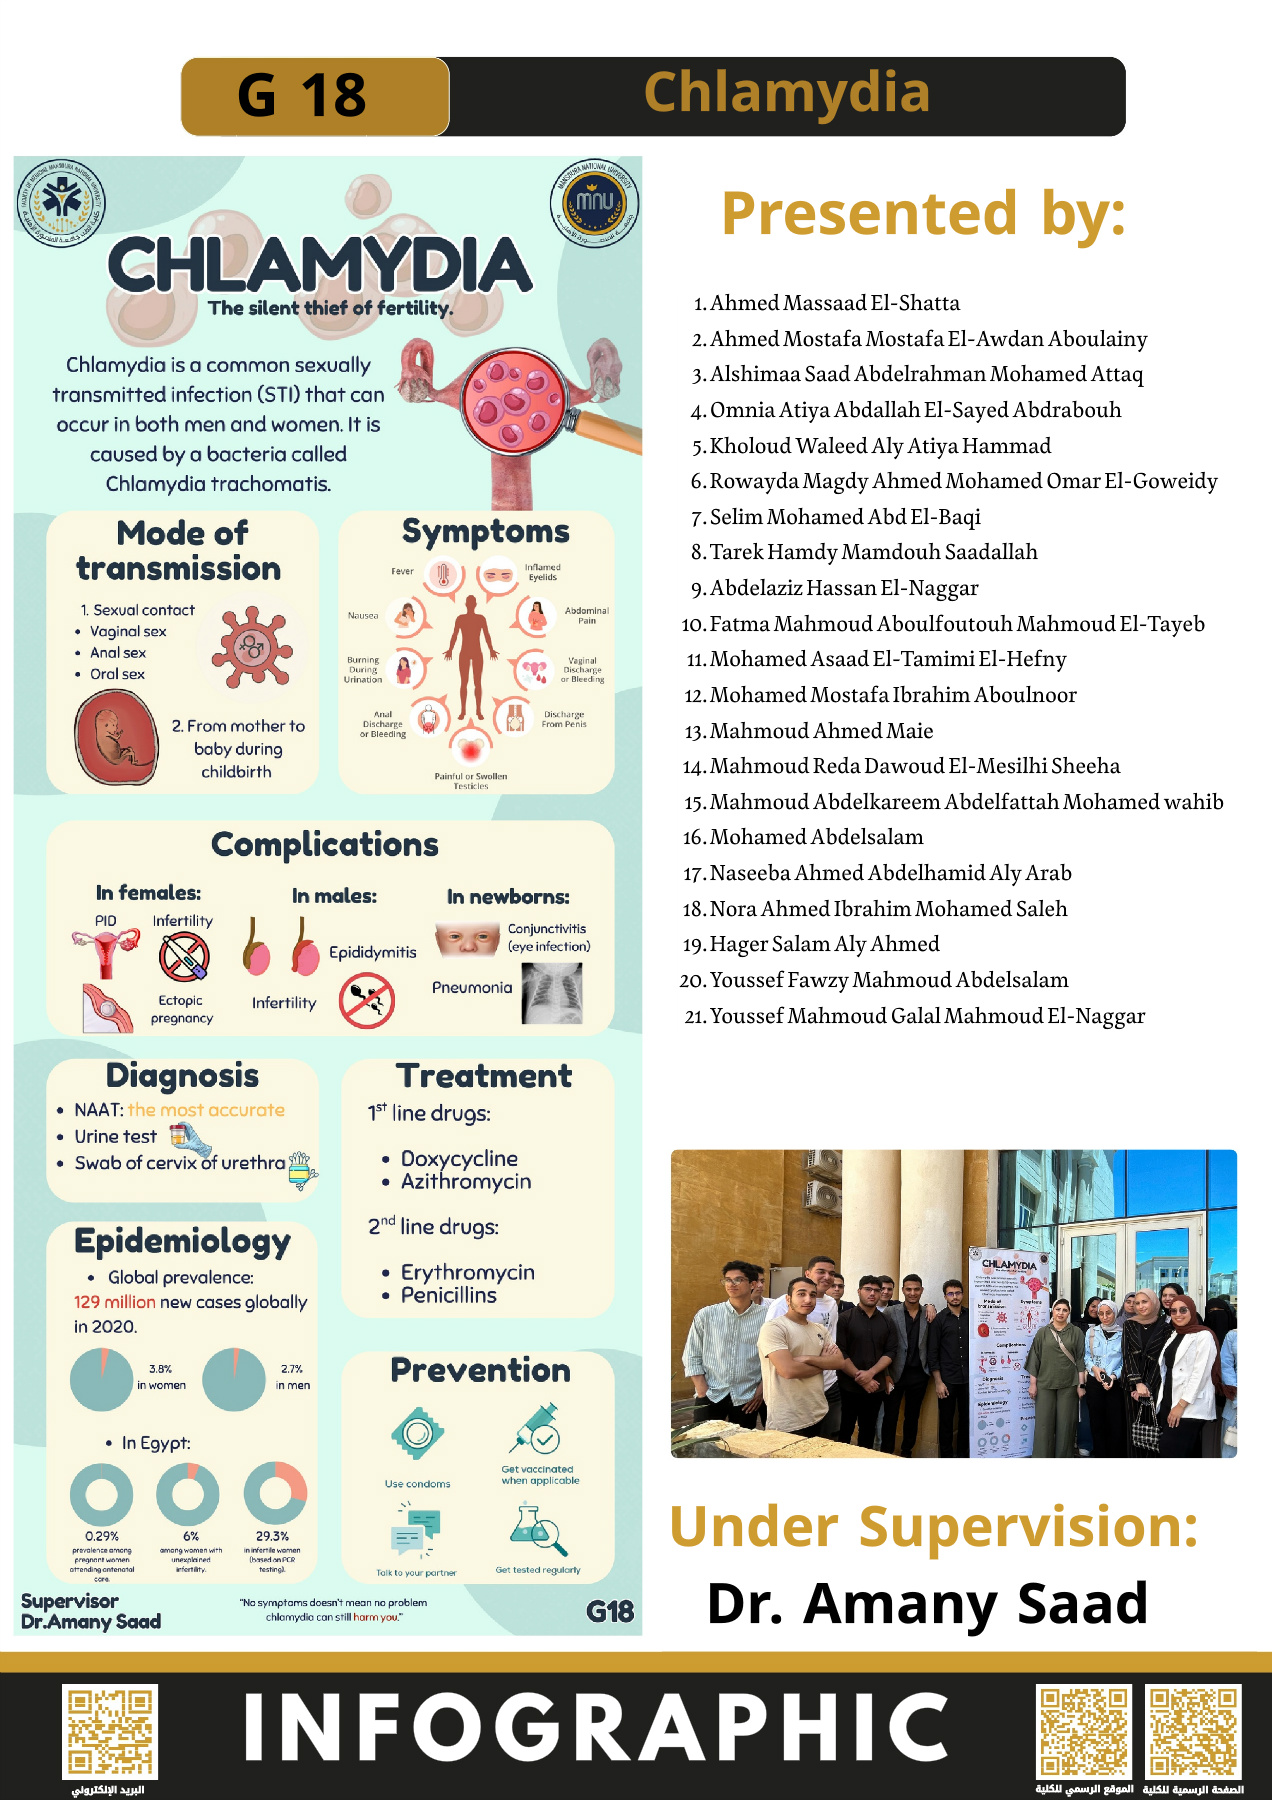 G 18
Chlamydia
CHLAMYDIA
The silent thief of fertility.
Chlamydia is a common sexually
transmitted infection (STI) that can
occur in both men and women. It is
caused by a bacteria called
Chlamydia trachomatis.
Mode of
transmission
1. Sexual contact
• Vaginal sex
• Anal sex
• Oral sex
2. From mother to
baby during
childbirth
Symptoms
Fever
Inflamed
Eyelids
Nausea
Abdominal
Pain
Burning
During
Urination
Vaginal
Discharge
or Bleeding
Anal
Discharge
or Bleeding
Discharge
From Penis
Painful or Swollen
Testicles
Complications
In females:
PID
Infertility
Ectopic
pregnancy
In males:
Epididymitis
Infertility
In newborns:
Conjunctivitis
(eye infection)
Pneumonia
Diagnosis
• NAAT: the most accurate
• Urine test
• Swab of cervix of urethra
Treatment
1st line drugs:
• Doxycycline
• Azithromycin
2nd line drugs:
• Erythromycin
• Penicillins
Epidemiology
• Global prevalence:
129 million new cases globally
in 2020.
3.8%
in women
2.7%
in men
• In Egypt:
0.29%
prevalence among
pregnant women
attending antenatal
care.
6%
among women with
unexplained
infertility.
29.3%
in infertile women
(based on PCR
testing).
Prevention
Use condoms
Get vaccinated
when applicable
Talk to your partner
Get tested regularly
Supervisor
Dr.Amany Saad
"No symptoms doesn't mean no problem
chlamydia can still harm you."
G18
Presented by:
1. Ahmed Massaad El-Shatta
2. Ahmed Mostafa Mostafa El-Awdan Aboulainy
3. Alshimaa Saad Abdelrahman Mohamed Attaq
4. Omnia Atiya Abdallah El-Sayed Abdrabouh
5. Kholoud Waleed Aly Atiya Hammad
6. Rowayda Magdy Ahmed Mohamed Omar El-Goweidy
7. Selim Mohamed Abd El-Baqi
8. Tarek Hamdy Mamdouh Saadallah
9. Abdelaziz Hassan El-Naggar
10. Fatma Mahmoud Aboulfoutouh Mahmoud El-Tayeb
11. Mohamed Asaad El-Tamimi El-Hefny
12. Mohamed Mostafa Ibrahim Aboulnoor
13. Mahmoud Ahmed Maie
14. Mahmoud Reda Dawoud El-Mesilhi Sheeha
15. Mahmoud Abdelkareem Abdelfattah Mohamed wahib
16. Mohamed Abdelsalam
17. Naseeba Ahmed Abdelhamid Aly Arab
18. Nora Ahmed Ibrahim Mohamed Saleh
19. Hager Salam Aly Ahmed
20. Youssef Fawzy Mahmoud Abdelsalam
21. Youssef Mahmoud Galal Mahmoud El-Naggar
CHLAMYDIA
Under Supervision:
Dr. Amany Saad
INFOGRAPHIC
البريد الإلكتروني
الموقع الرسمي للكلية
الصفحة الرسمية للكلية